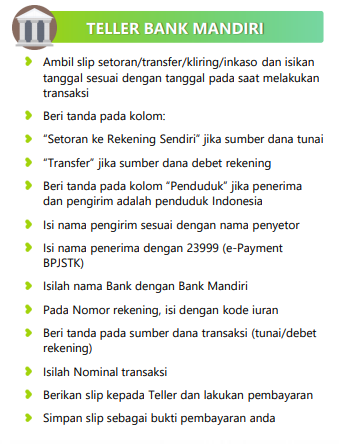 TELLER BANK MANDIRI
Ambil slip setoran/transfer/kliring/inkaso dan isikan
tanggal sesuai dengan tanggal pada saat melakukan
transaksi
Beri tanda pada kolom:
“Setoran ke Rekening Sendiri” jika sumber dana tunai
“Transfer” jika sumber dana debet rekening
Beri tanda pada kolom “Penduduk” jika penerima
dan pengirim adalah penduduk Indonesia
Isi nama pengirim sesuai dengan nama penyetor
Isi nama penerima dengan 23999 (e-Payment
BPJSTK)
Isilah nama Bank dengan Bank Mandiri
Pada Nomor rekening, isi dengan kode iuran
Beri tanda pada sumber dana transaksi (tunai/debet
rekening)
Isilah Nominal transaksi
Berikan slip kepada Teller dan lakukan pembayaran
Simpan slip sebagai bukti pembayaran anda